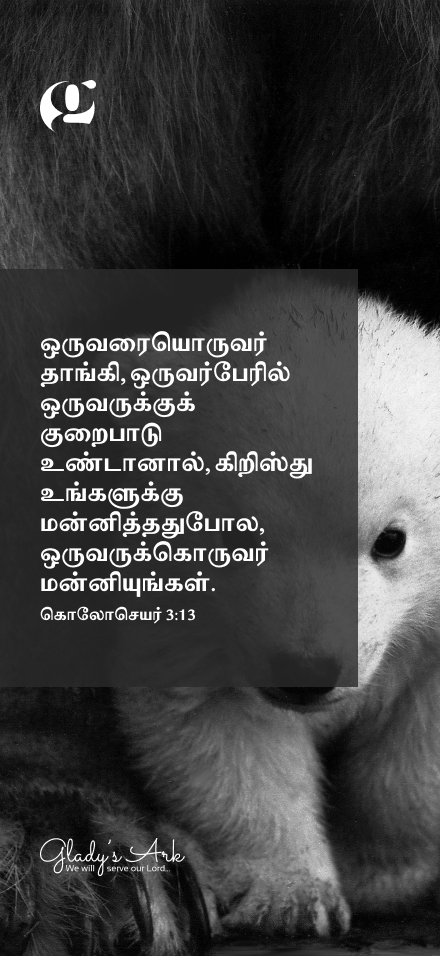 g
ஒருவரையொருவர்
தாங்கி, ஒருவர்பேரில்
ஒருவருக்குக்
குறைபாடு
உண்டானால், கிறிஸ்து
உங்களுக்கு
மன்னித்ததுபோல,
ஒருவருக்கொருவர்
மன்னியுங்கள்.
கொலோசெயர் 3:13
Glady's Ark
We will serve our Lord...